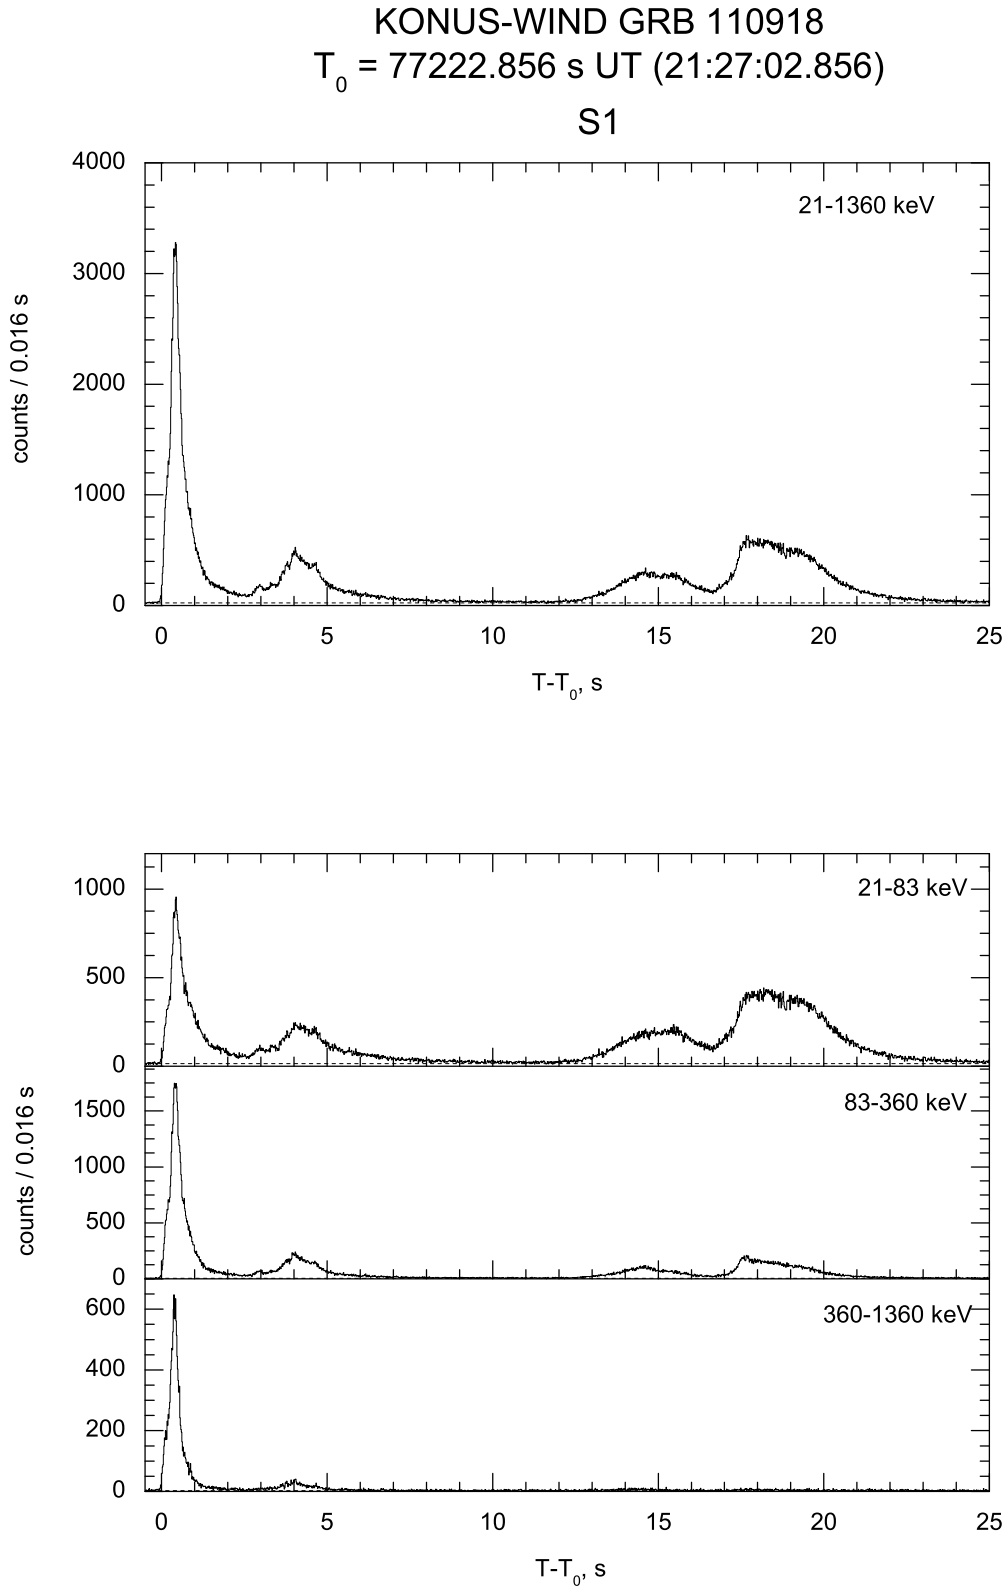 KONUS-WIND GRB 110918
T0 = 77222.856 s UT (21:27:02.856)
S1
4000
21-1360 keV
3000
counts / 0.016 s
2000
1000
0
0 5 10 15 20 25
T-T0, s
1000
21-83 keV
500
0
83-360 keV
1500
counts / 0.016 s
1000
500
0
600
360-1360 keV
400
200
0
0 5 10 15 20 25
T-T0, s